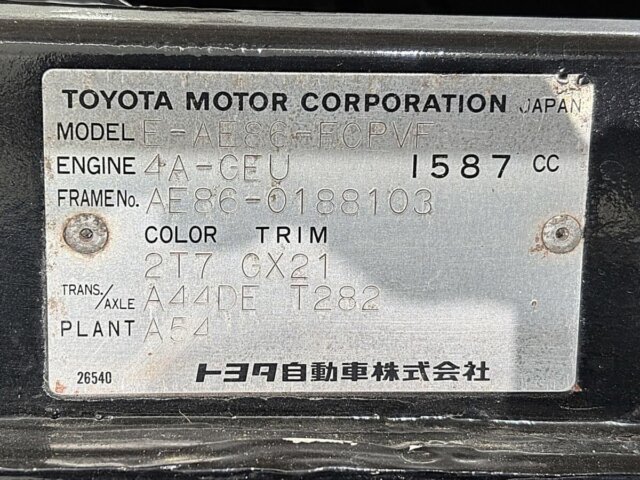 TOYOTA MOTOR CORPORATION JAPAN
MODEL E-AE86-FCPVF
ENGINE 4A-GEU 1587 CC
FRAME No. AE86-0188103
COLOR TRIM
2T7 GX21
TRANS./AXLE A44DE T282
PLANT A54
26540 トヨタ自動車株式会社